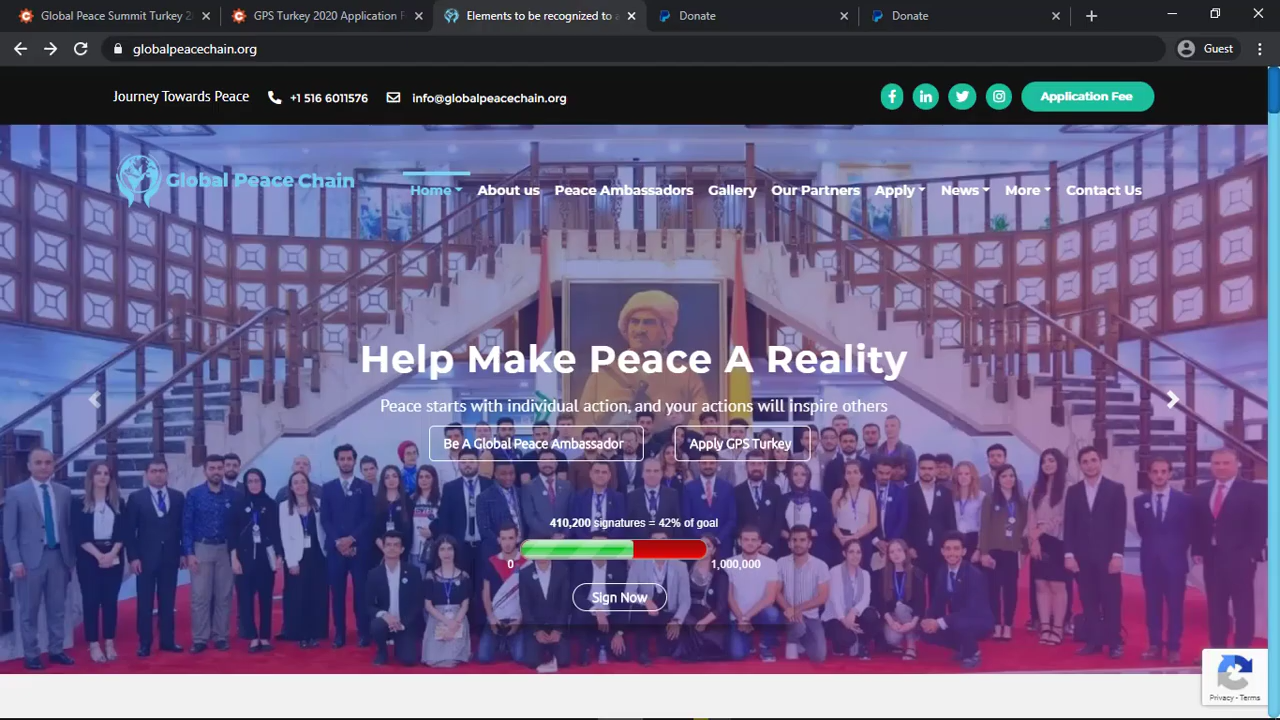 Global Peace Summit Turkey 2
GPS Turkey 2020 Application F
Elements to be recognized to a
Donate
Donate
globalpeacechain.org
Guest
Journey Towards Peace
+1 516 6011576
info@globalpeacechain.org
Application Fee
Global Peace Chain
Home
About us
Peace Ambassadors
Gallery
Our Partners
Apply
News
More
Contact Us
Help Make Peace A Reality
Peace starts with individual action, and your actions will inspire others
Be A Global Peace Ambassador
Apply GPS Turkey
410,200 signatures = 42% of goal
0
1,000,000
Sign Now
Privacy - Terms